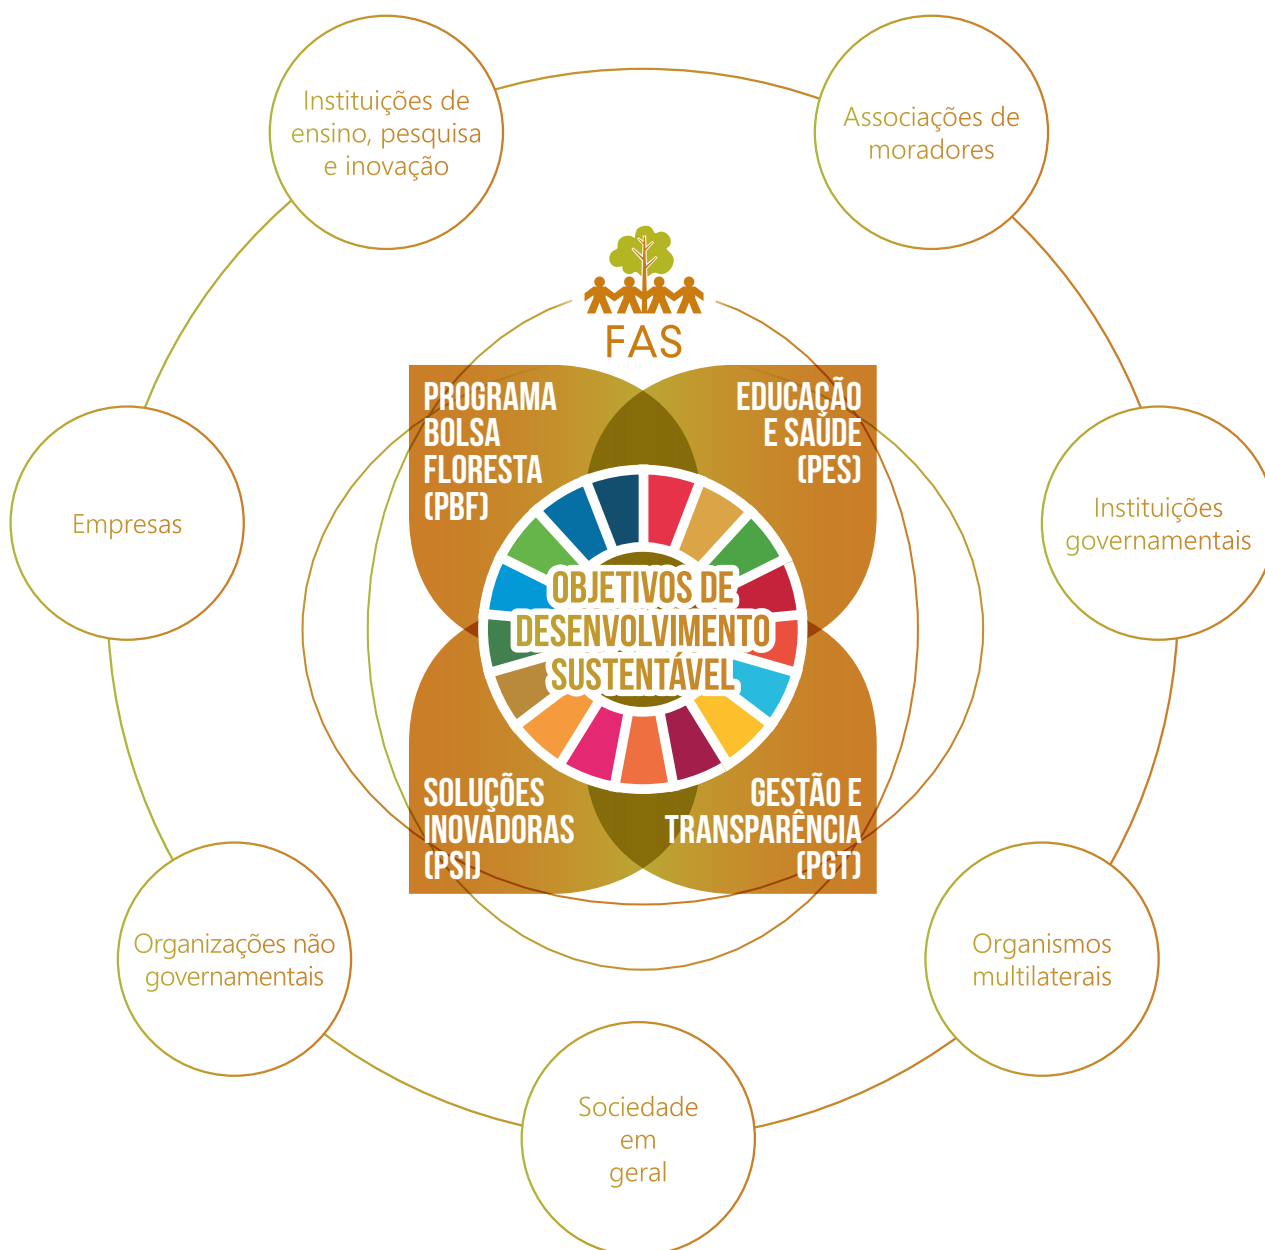 Instituições de
ensino, pesquisa
e inovação
Associações de
moradores
FAS
PROGRAMA
BOLSA
FLORESTA
(PBF)
EDUCAÇÃO
E SAÚDE
(PES)
Empresas
Instituições
governamentais
OBJETIVOS DE
DESENVOLVIMENTO
SUSTENTÁVEL
SOLUÇÕES
INOVADORAS
(PSI)
GESTÃO E
TRANSPARÊNCIA
(PGT)
Organizações não
governamentais
Organismos
multilaterais
Sociedade
em
geral